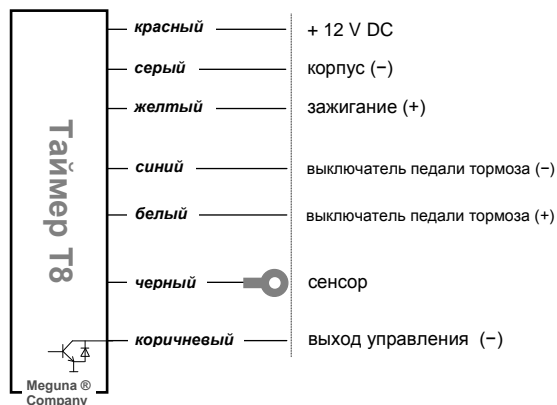 красный + 12 V DC
серый корпус (−)
желтый зажигание (+)
Таймер Т8
синий выключатель педали тормоза (−)
белый выключатель педали тормоза (+)
черный сенсор
коричневый выход управления (−)
Meguna ®
Company